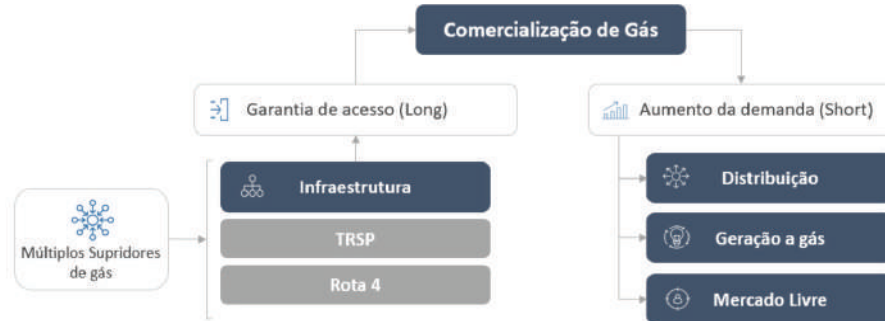 Comercialização de Gás
Garantia de acesso (Long)
Aumento da demanda (Short)
Infraestrutura
TRSP
Rota 4
Múltiplos Supridores
de gás
Distribuição
Geração a gás
Mercado Livre